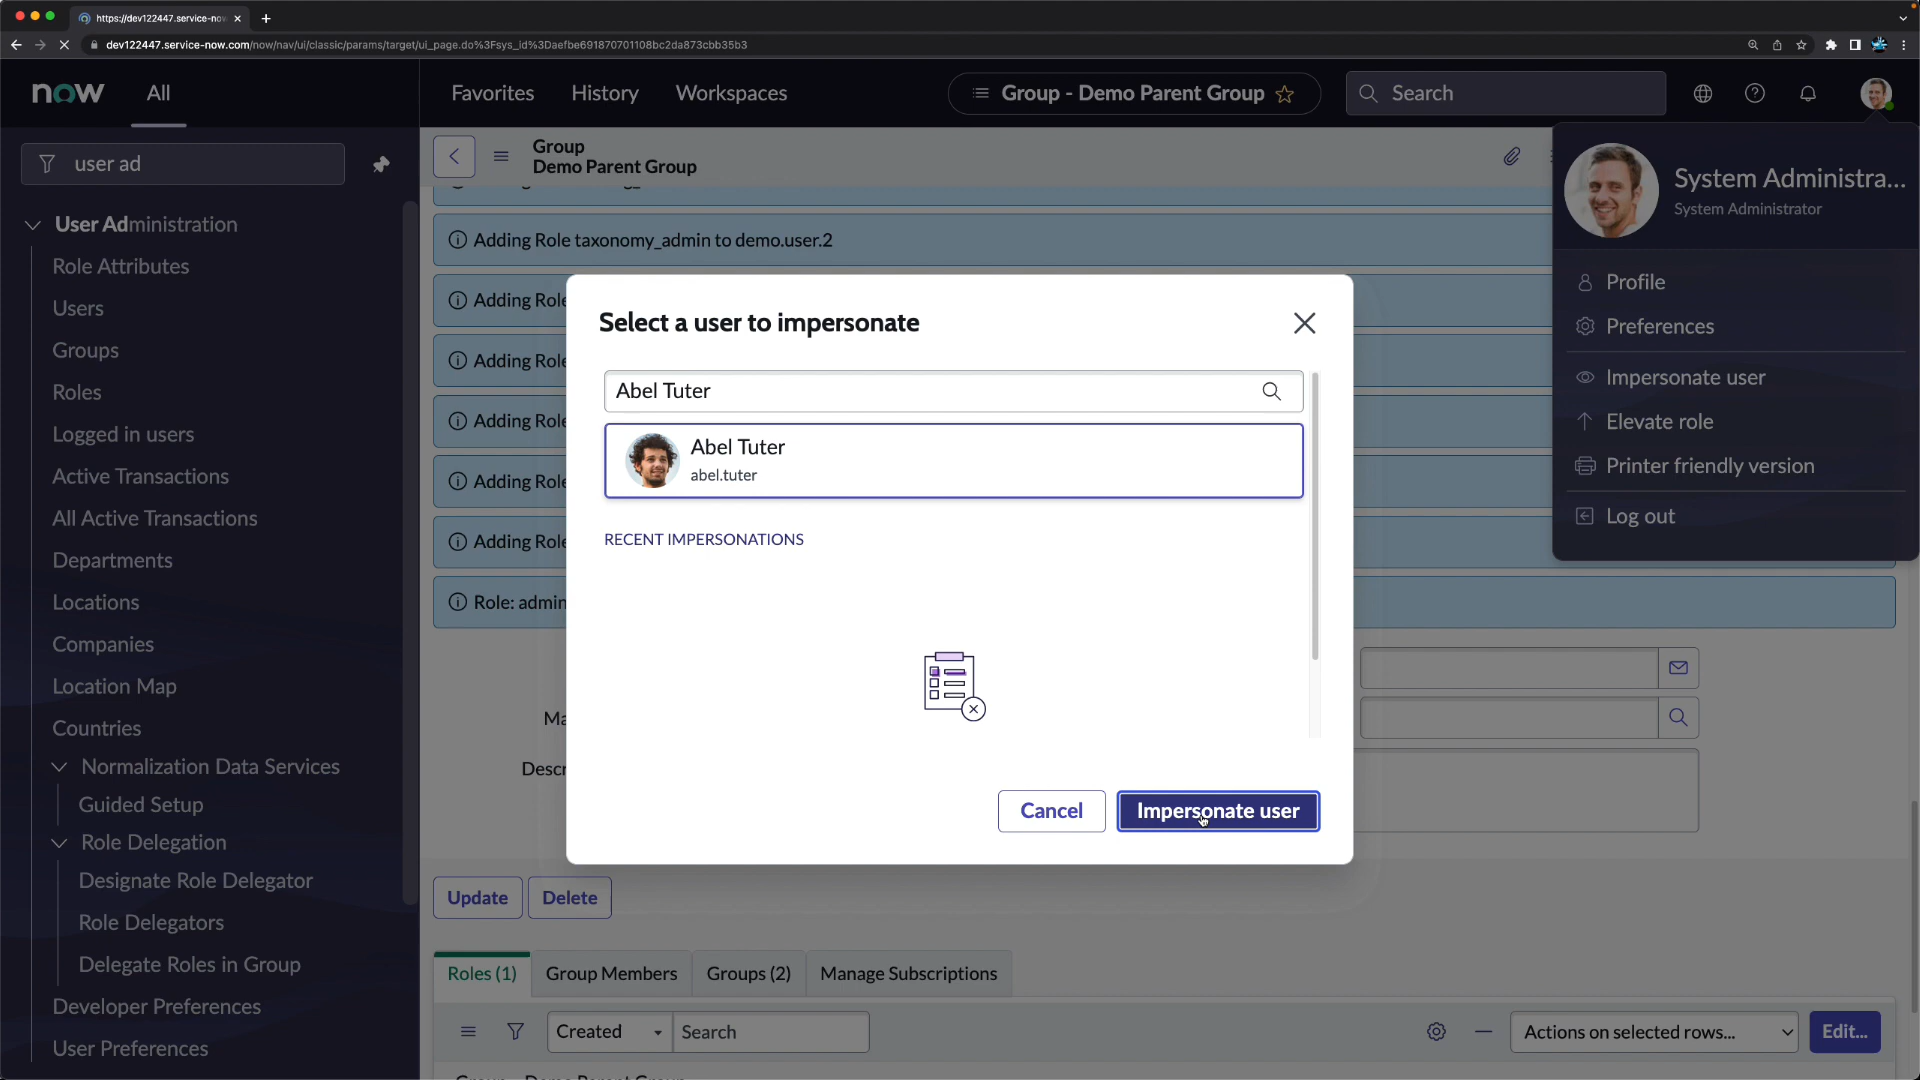 https://dev122447.service-now
dev122447.service-now.com/now/nav/ui/classic/params/target/ui_page.do%3Fsys_id%3Daefbe691870701108bc2da873cbb35b3
now
All
Favorites
History
Workspaces
Group - Demo Parent Group
Search
user ad
User Administration
Role Attributes
Users
Groups
Roles
Logged in users
Active Transactions
All Active Transactions
Departments
Locations
Companies
Location Map
Countries
Normalization Data Services
Guided Setup
Role Delegation
Designate Role Delegator
Role Delegators
Delegate Roles in Group
Developer Preferences
User Preferences
Group
Demo Parent Group
Adding Role taxonomy_admin to demo.user.2
Adding Role
Adding Role
Adding Role
Adding Role
Adding Role
Role: admin
Select a user to impersonate
Abel Tuter
Abel Tuter
abel.tuter
RECENT IMPERSONATIONS
Cancel
Impersonate user
System Administra...
System Administrator
Profile
Preferences
Impersonate user
Elevate role
Printer friendly version
Log out
Ma
Descr
Update
Delete
Roles (1)
Group Members
Groups (2)
Manage Subscriptions
Created
Search
Actions on selected rows...
Edit...